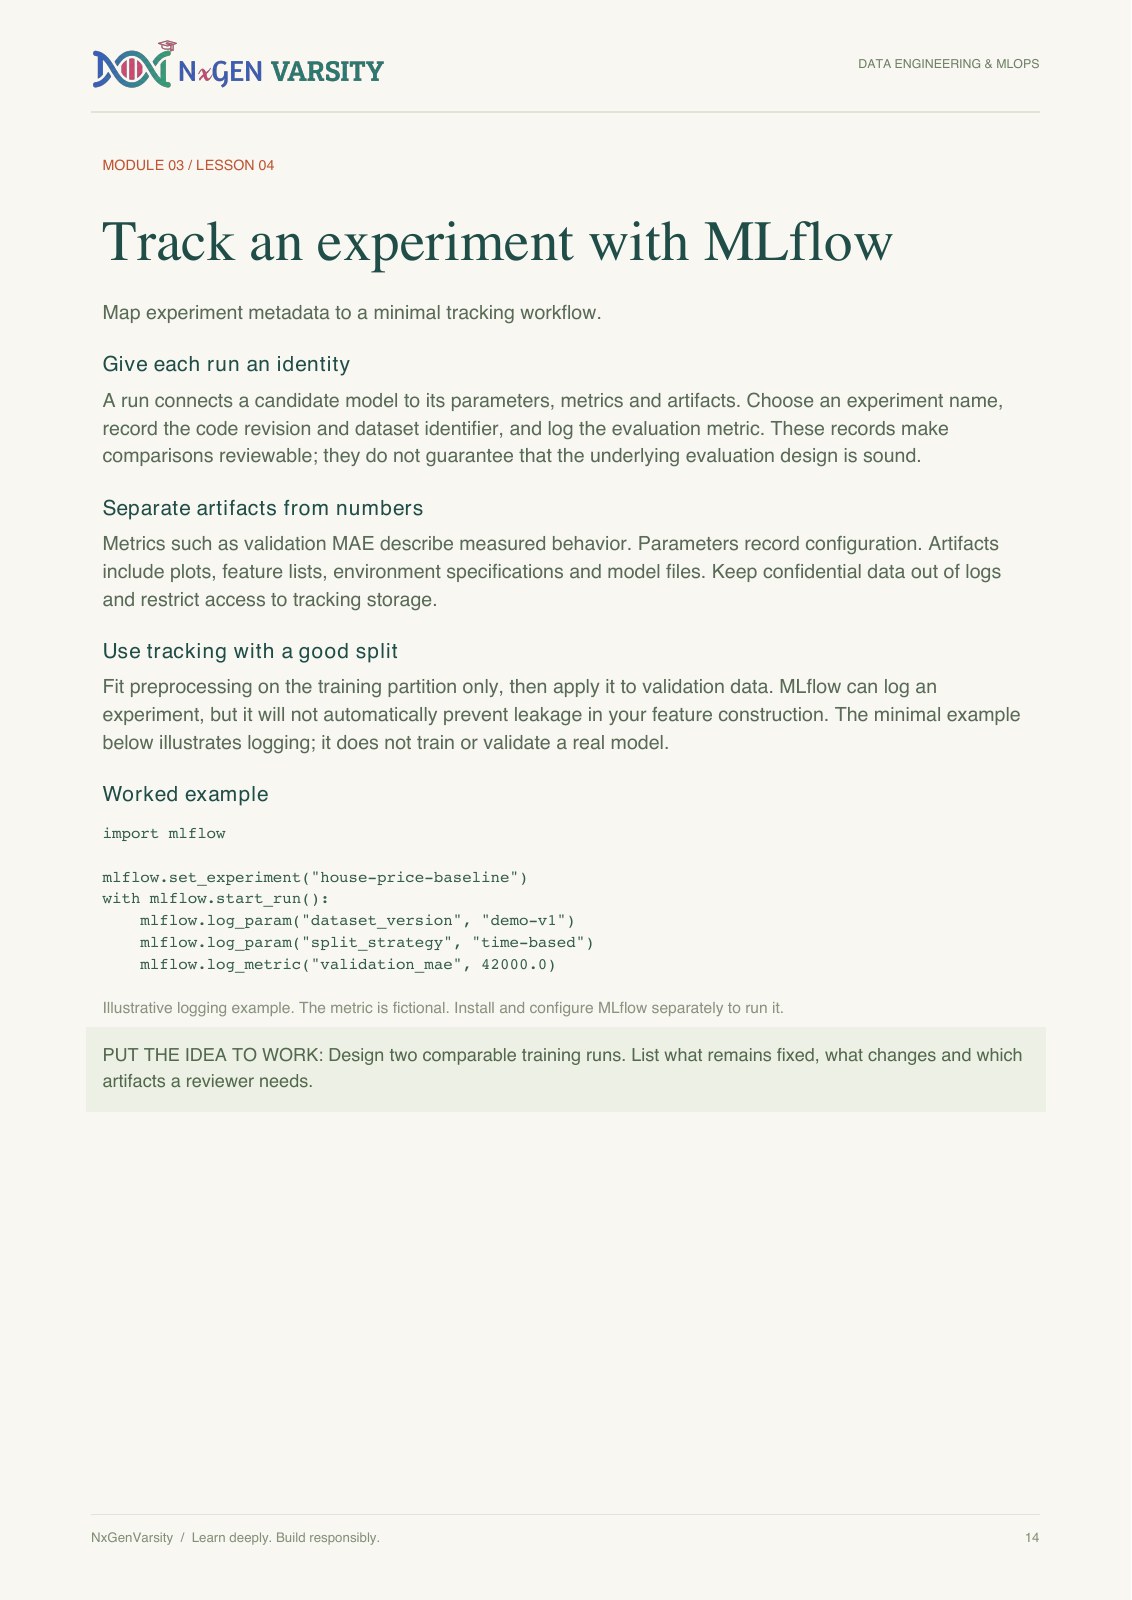 NxGEN VARSITY
DATA ENGINEERING & MLOPS
MODULE 03 / LESSON 04
Track an experiment with MLflow
Map experiment metadata to a minimal tracking workflow.
Give each run an identity
A run connects a candidate model to its parameters, metrics and artifacts. Choose an experiment name,
record the code revision and dataset identifier, and log the evaluation metric. These records make
comparisons reviewable; they do not guarantee that the underlying evaluation design is sound.
Separate artifacts from numbers
Metrics such as validation MAE describe measured behavior. Parameters record configuration. Artifacts
include plots, feature lists, environment specifications and model files. Keep confidential data out of logs
and restrict access to tracking storage.
Use tracking with a good split
Fit preprocessing on the training partition only, then apply it to validation data. MLflow can log an
experiment, but it will not automatically prevent leakage in your feature construction. The minimal example
below illustrates logging; it does not train or validate a real model.
Worked example
import mlflow
mlflow.set_experiment("house-price-baseline")
with mlflow.start_run():
    mlflow.log_param("dataset_version", "demo-v1")
    mlflow.log_param("split_strategy", "time-based")
    mlflow.log_metric("validation_mae", 42000.0)
Illustrative logging example. The metric is fictional. Install and configure MLflow separately to run it.
PUT THE IDEA TO WORK: Design two comparable training runs. List what remains fixed, what changes and which
artifacts a reviewer needs.
NxGenVarsity / Learn deeply. Build responsibly.
14